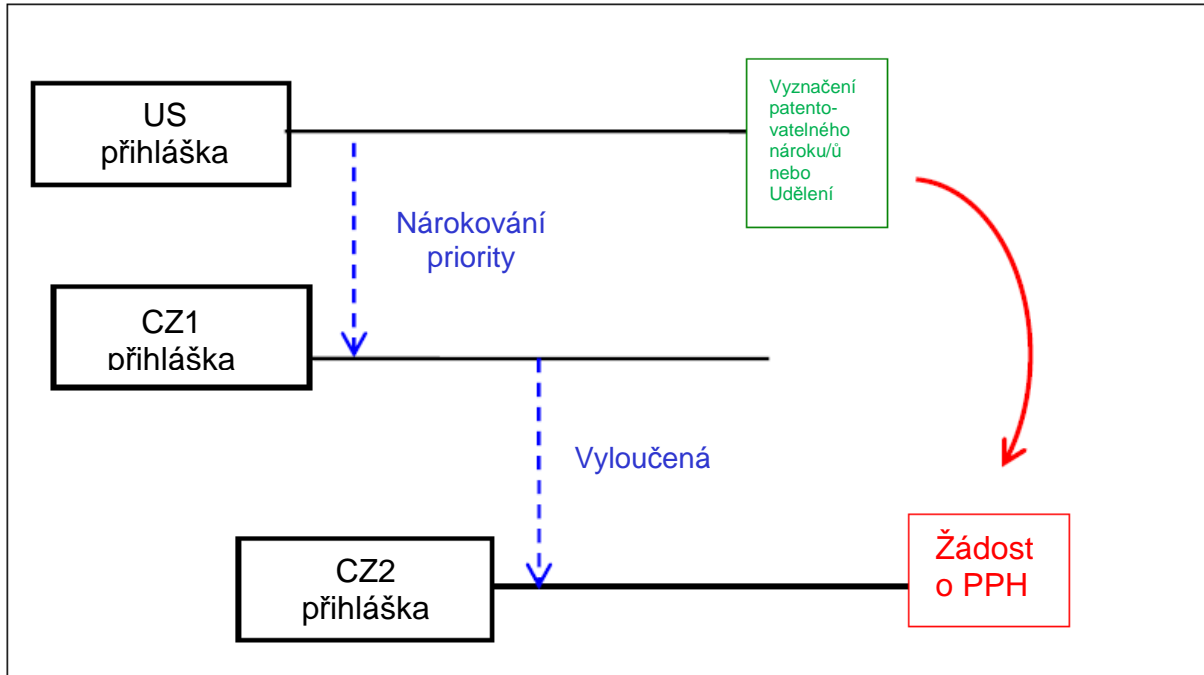 US
přihláška
Vyznačení
patento-
vatelného
nároku/ů
nebo
Udělení
Nárokování
priority
CZ1
přihláška
Vyloučená
CZ2
přihláška
Žádost
o PPH